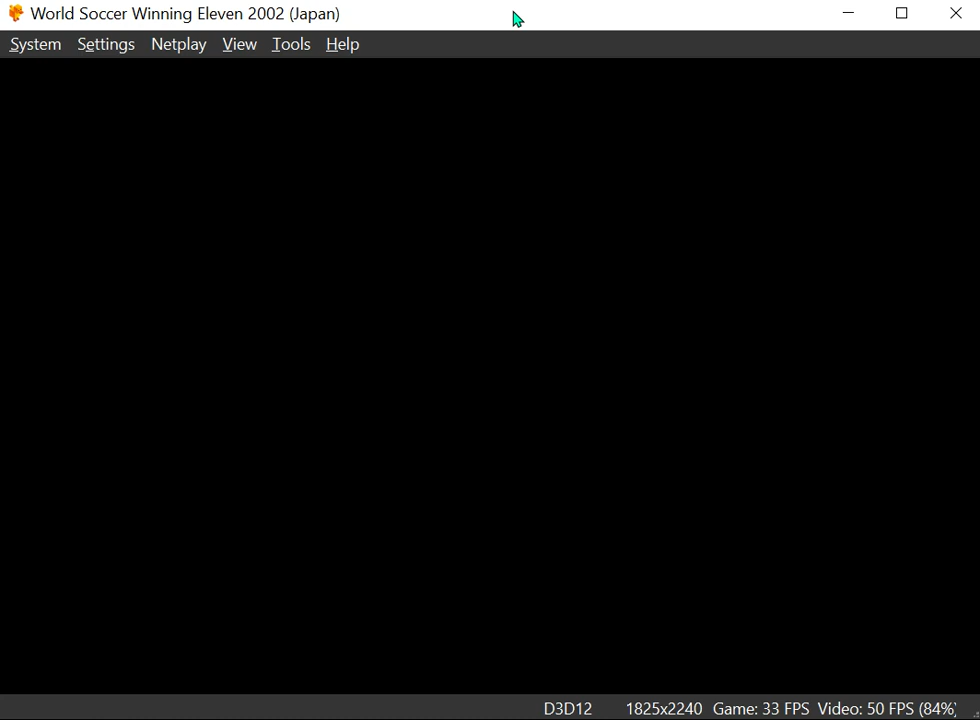 World Soccer Winning Eleven 2002 (Japan)
System Settings Netplay View Tools Help
D3D12 1825x2240 Game: 33 FPS Video: 50 FPS (84%)